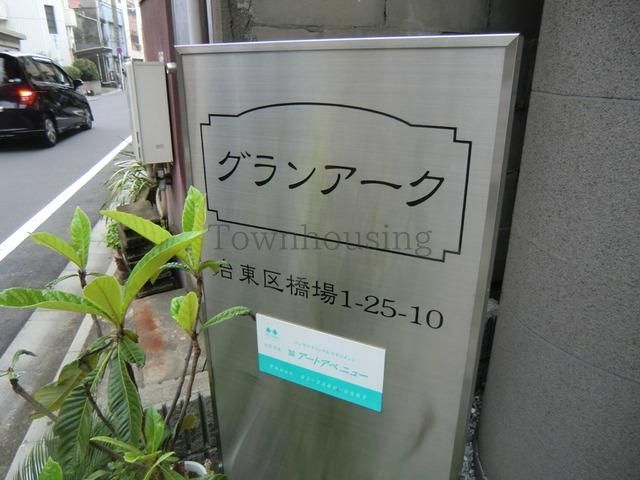 グランアーク
Townhousing
台東区橋場1-25-10
アートアベニュー